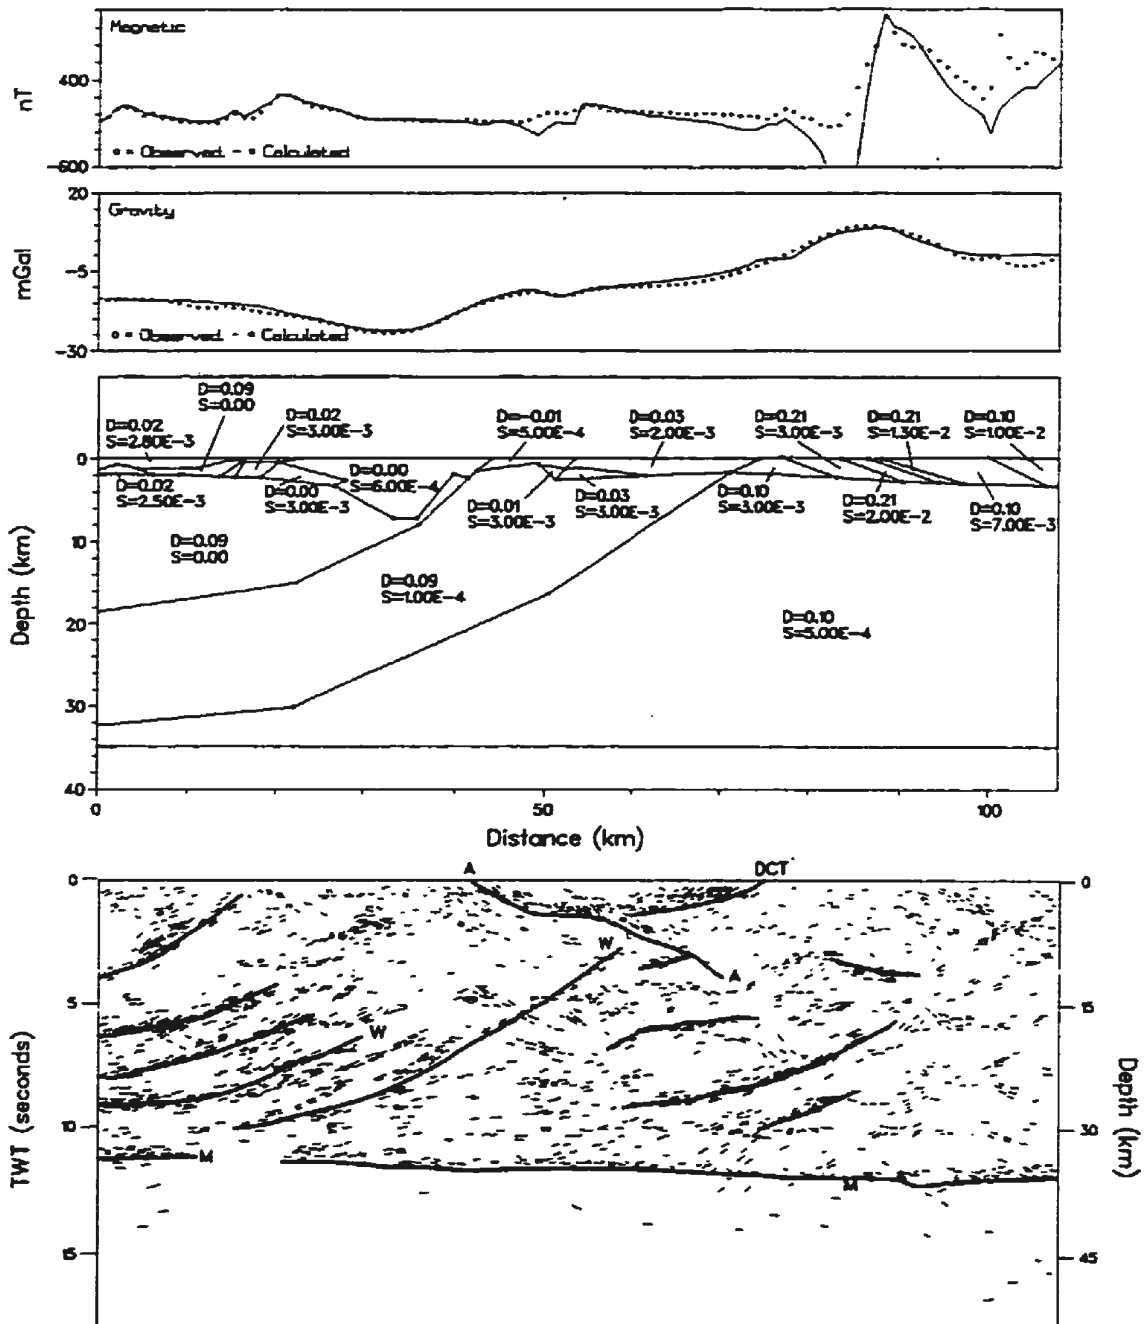 Magnetic
400
nT
-600
Observed
Calculated
20
Gravity
mGal
-5
Observed
Calculated
-30
D=0.09
S=0.00
D=0.02
S=2.80E-3
D=0.02
S=3.00E-3
D=-0.01
S=5.00E-4
D=0.03
S=2.00E-3
D=0.21
S=3.00E-3
D=0.21
S=1.30E-2
D=0.10
S=1.00E-2
0
D=0.02
S=2.50E-3
D=0.00
S=3.00E-3
D=0.00
S=6.00E-4
D=0.01
S=3.00E-3
D=0.03
S=3.00E-3
D=0.10
S=3.00E-3
D=0.21
S=2.00E-2
D=0.10
S=7.00E-3
10
D=0.09
S=0.00
D=0.09
S=1.00E-4
D=0.10
S=5.00E-4
20
30
40
Depth (km)
0
50
100
Distance (km)
A
DCT
0
0
W
A
5
15
W
10
30
M
M
15
45
TWT (seconds)
Depth (km)